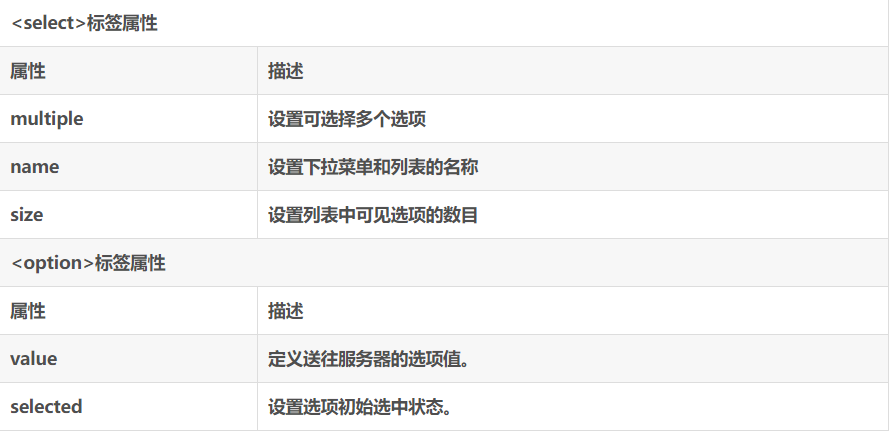 <select>标签属性
属性 描述
multiple 设置可选择多个选项
name 设置下拉菜单和列表的名称
size 设置列表中可见选项的数目
<option>标签属性
属性 描述
value 定义送往服务器的选项值。
selected 设置选项初始选中状态。